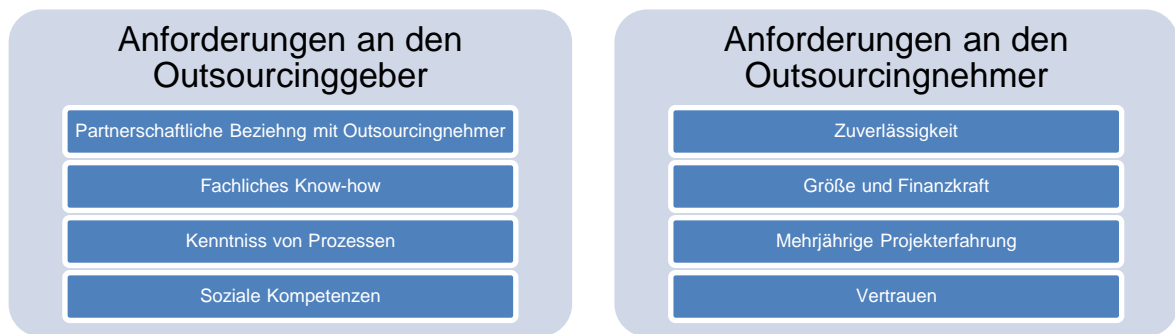 Anforderungen an den
Outsourcinggeber
Partnerschaftliche Beziehng mit Outsourcingnehmer
Fachliches Know-how
Kenntniss von Prozessen
Soziale Kompetenzen
Anforderungen an den
Outsourcingnehmer
Zuverlässigkeit
Größe und Finanzkraft
Mehrjährige Projekterfahrung
Vertrauen